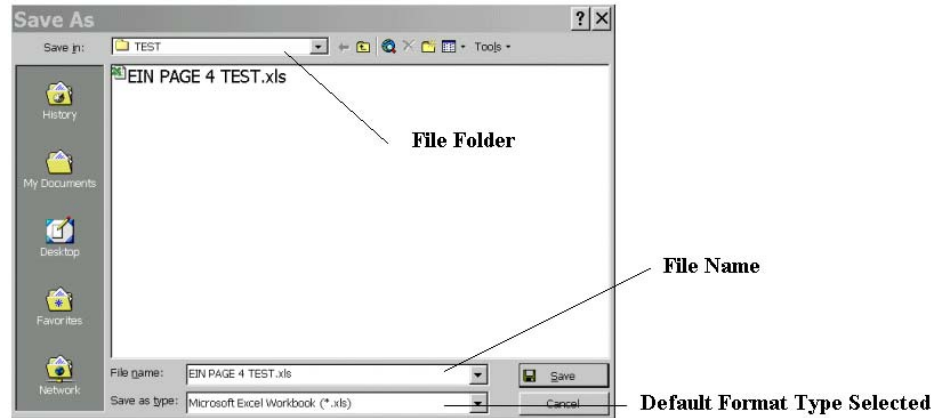 Save As
Save in: TEST Tools
EIN PAGE 4 TEST.xls
History
File Folder
My Documents
Desktop
File Name
Favorites
Network
File name: EIN PAGE 4 TEST.xls Save
Save as type: Microsoft Excel Workbook (*.xls) Cancel Default Format Type Selected